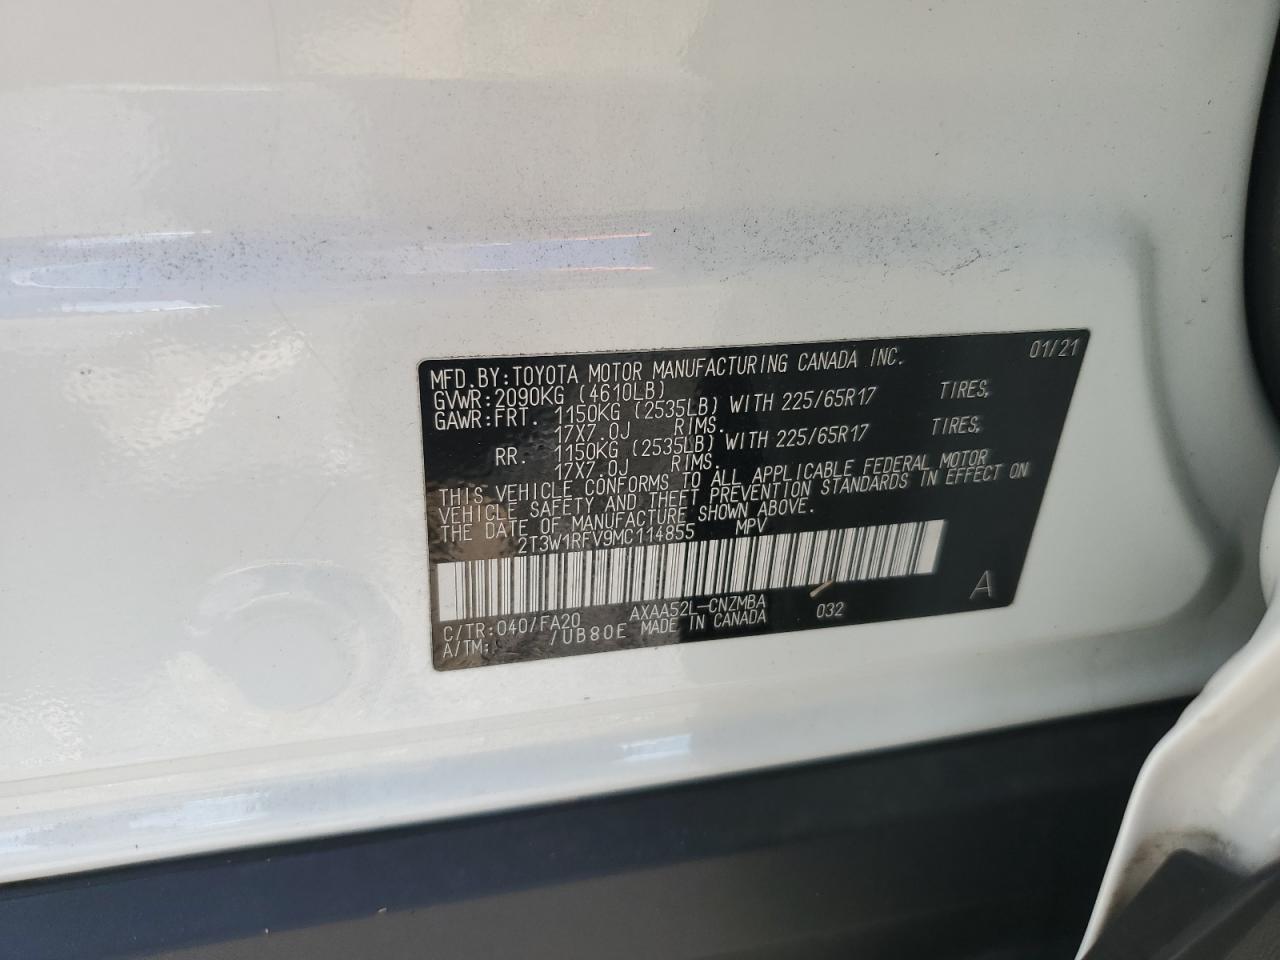 MFD.BY:TOYOTA MOTOR MANUFACTURING CANADA INC. 01/21
GVWR:2090KG (4610LB)
GAWR:FRT. 1150KG (2535LB) WITH 225/65R17 TIRES,
17X7.0J RIMS.
RR. 1150KG (2535LB) WITH 225/65R17 TIRES,
17X7.0J RIMS.
THIS VEHICLE CONFORMS TO ALL APPLICABLE FEDERAL MOTOR
VEHICLE SAFETY AND THEFT PREVENTION STANDARDS IN EFFECT ON
THE DATE OF MANUFACTURE SHOWN ABOVE.
2T3W1RFV9MC114855 MPV
C/TR:040/FA20 AXAA52L-CNZMBA 032 A
A/TM: /UB80E MADE IN CANADA